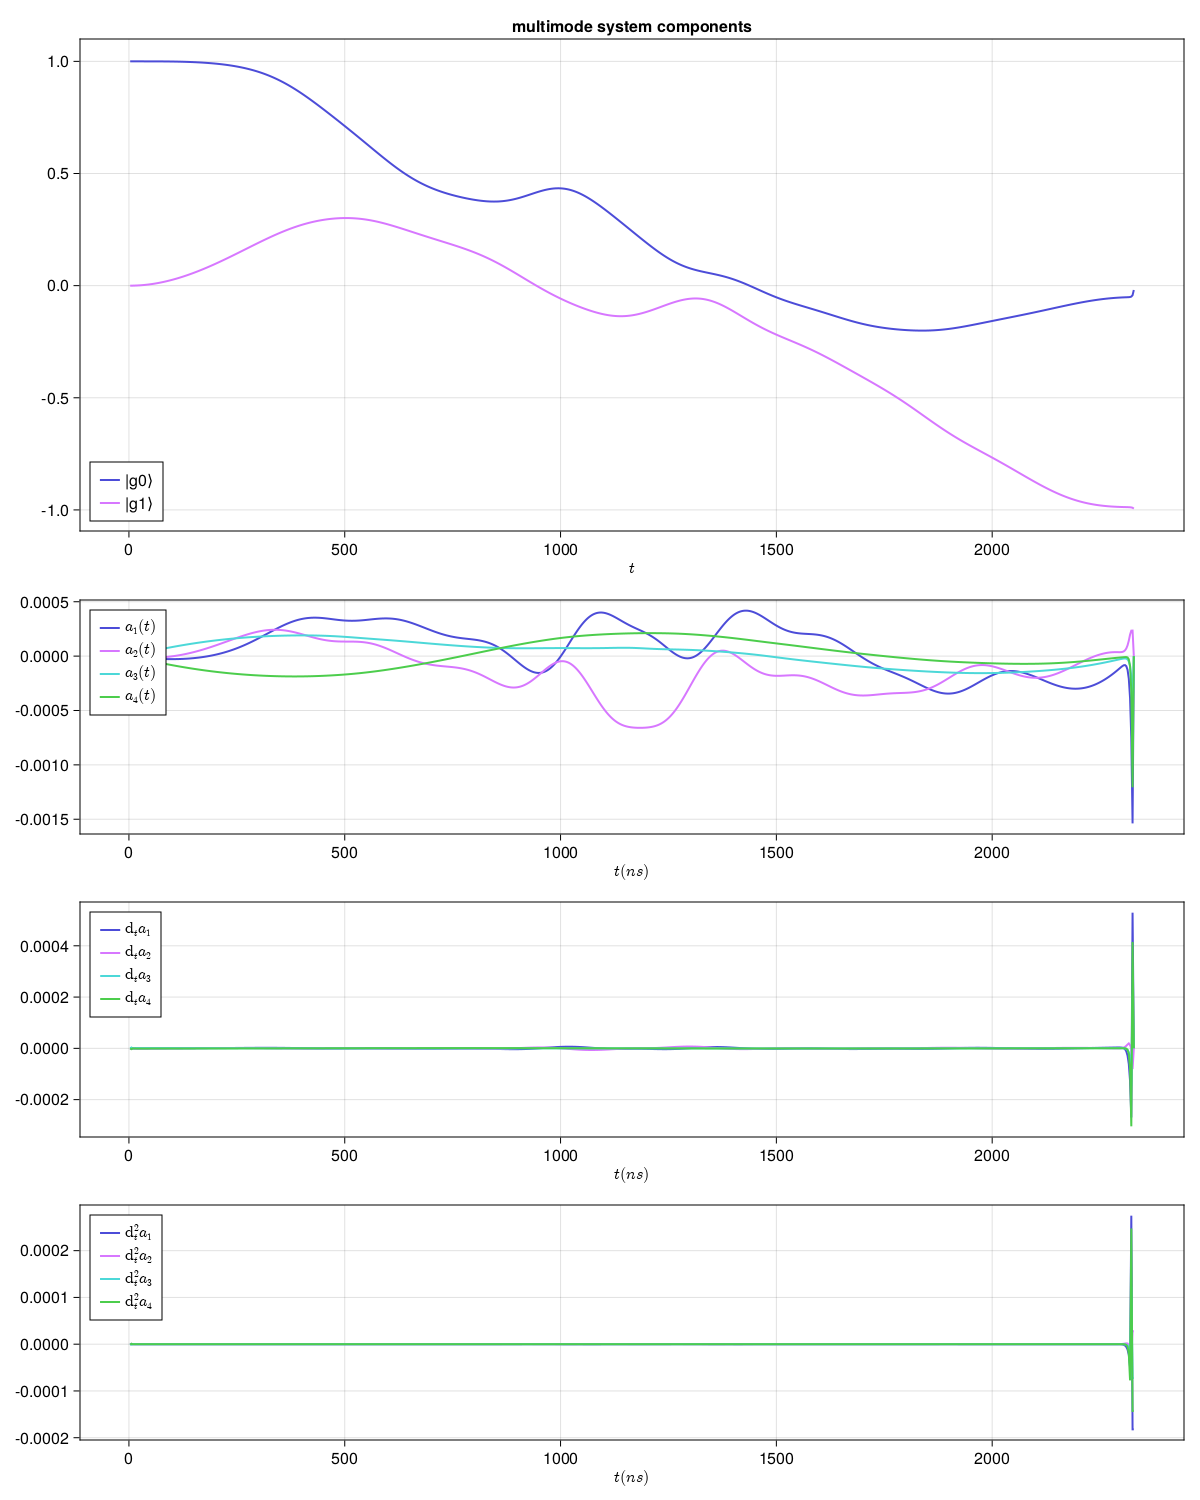 multimode system components
1.0
0.5
0.0
-0.5
-1.0
|g0⟩
|g1⟩
0 500 1000 1500 2000
t
0.0005
0.0000
-0.0005
-0.0010
-0.0015
a₁(t)
a₂(t)
a₃(t)
a₄(t)
0 500 1000 1500 2000
t(ns)
0.0004
0.0002
0.0000
-0.0002
dₜa₁
dₜa₂
dₜa₃
dₜa₄
0 500 1000 1500 2000
t(ns)
0.0002
0.0001
0.0000
-0.0001
-0.0002
dₜ²a₁
dₜ²a₂
dₜ²a₃
dₜ²a₄
0 500 1000 1500 2000
t(ns)